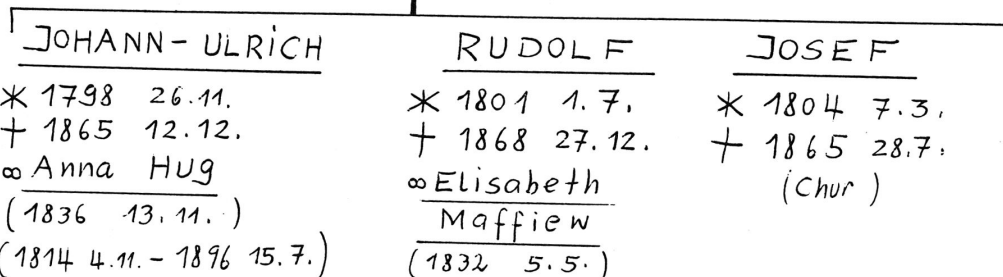 JOHANN-ULRICH
* 1798 26.11.
+ 1865 12.12.
∞ Anna Hug
(1836 13.11.)
(1814 4.11. - 1896 15.7.)
RUDOLF
* 1801 1.7.
+ 1868 27.12.
∞ Elisabeth
Maffiew
(1832 5.5.)
JOSEF
* 1804 7.3.
+ 1865 28.7.
(Chur)